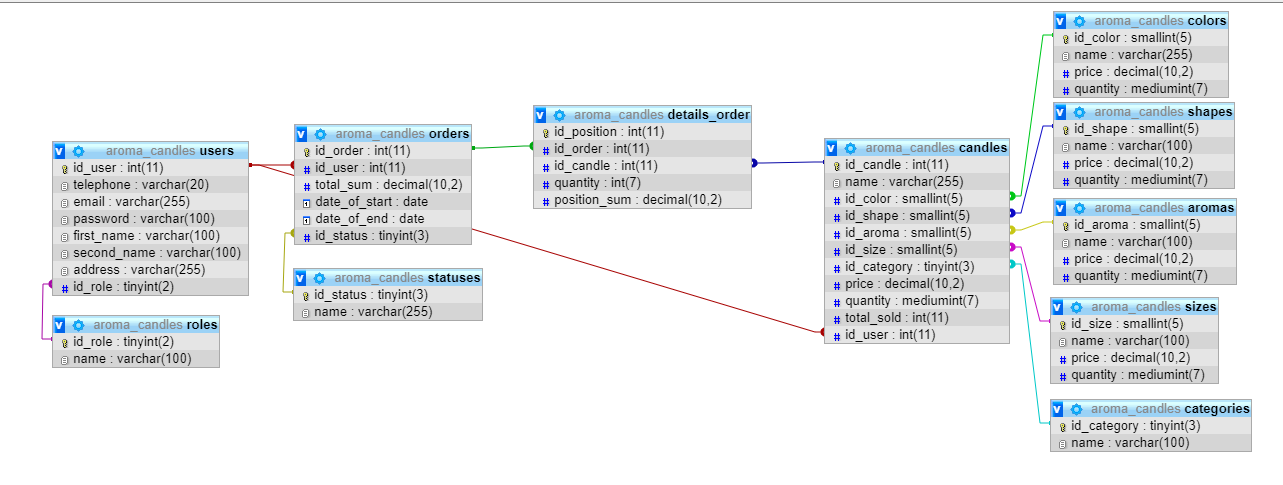 aroma_candles users
id_user : int(11)
telephone : varchar(20)
email : varchar(255)
password : varchar(100)
first_name : varchar(100)
second_name : varchar(100)
address : varchar(255)
id_role : tinyint(2)
aroma_candles roles
id_role : tinyint(2)
name : varchar(100)
aroma_candles orders
id_order : int(11)
id_user : int(11)
total_sum : decimal(10,2)
date_of_start : date
date_of_end : date
id_status : tinyint(3)
aroma_candles statuses
id_status : tinyint(3)
name : varchar(255)
aroma_candles details_order
id_position : int(11)
id_order : int(11)
id_candle : int(11)
quantity : int(7)
position_sum : decimal(10,2)
aroma_candles candles
id_candle : int(11)
name : varchar(255)
id_color : smallint(5)
id_shape : smallint(5)
id_aroma : smallint(5)
id_size : smallint(5)
id_category : tinyint(3)
price : decimal(10,2)
quantity : mediumint(7)
total_sold : int(11)
id_user : int(11)
aroma_candles colors
id_color : smallint(5)
name : varchar(255)
price : decimal(10,2)
quantity : mediumint(7)
aroma_candles shapes
id_shape : smallint(5)
name : varchar(100)
price : decimal(10,2)
quantity : mediumint(7)
aroma_candles aromas
id_aroma : smallint(5)
name : varchar(100)
price : decimal(10,2)
quantity : mediumint(7)
aroma_candles sizes
id_size : smallint(5)
name : varchar(100)
price : decimal(10,2)
quantity : mediumint(7)
aroma_candles categories
id_category : tinyint(3)
name : varchar(100)